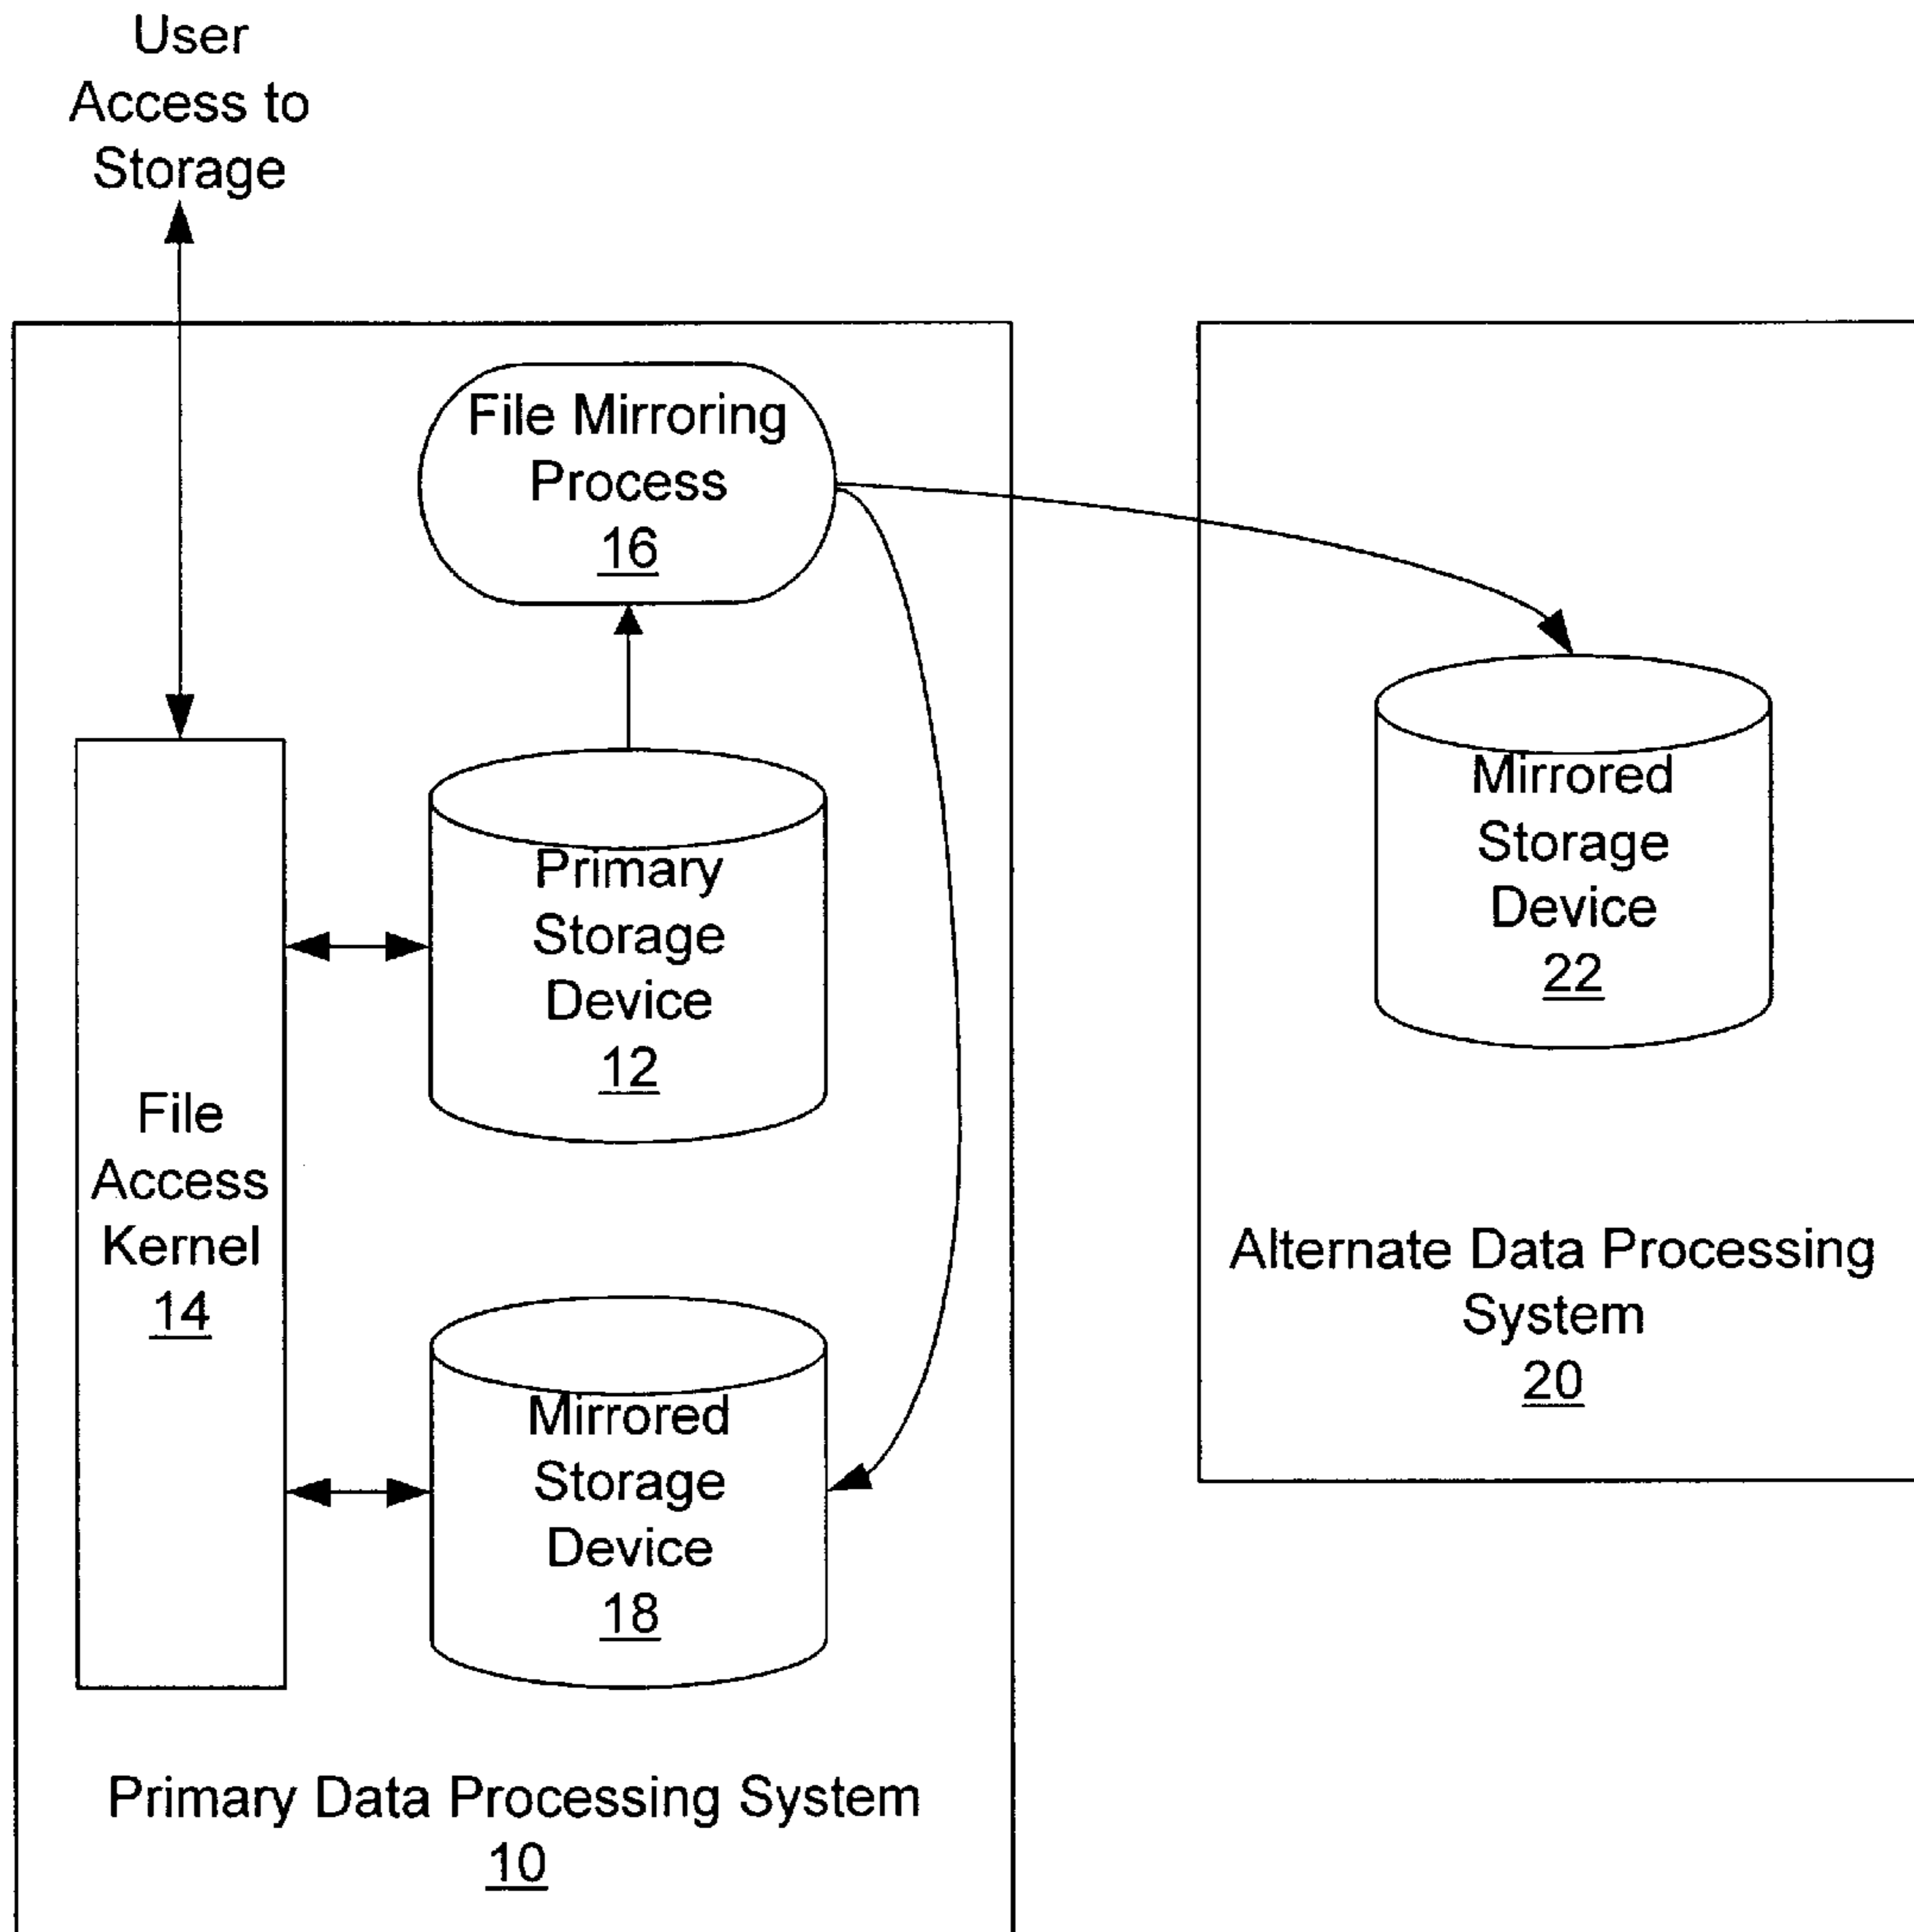 User
Access to
Storage
File Mirroring
Process
16
Primary
Storage
Device
12
File
Access
Kernel
14
Mirrored
Storage
Device
18
Primary Data Processing System
10
Mirrored
Storage
Device
22
Alternate Data Processing
System
20